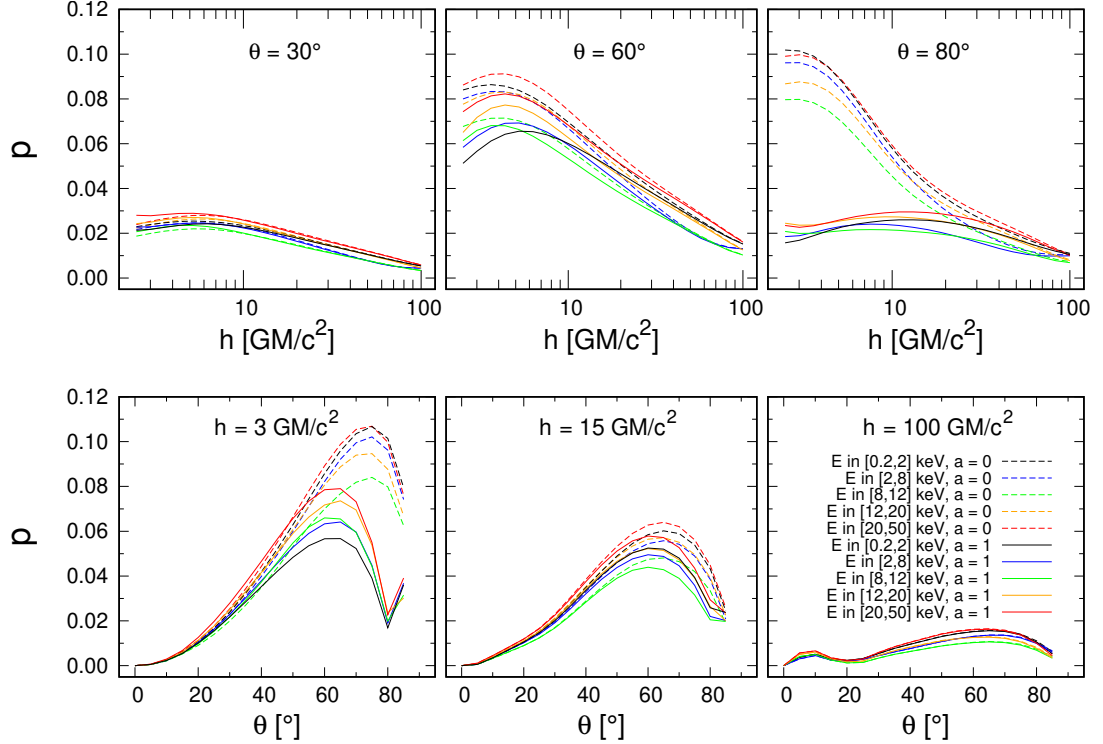 θ = 30°
θ = 60°
θ = 80°
0.12
0.10
0.08
0.06
0.04
0.02
0.00
p
10
100
10
100
10
100
h [GM/c²]
h [GM/c²]
h [GM/c²]
h = 3 GM/c²
h = 15 GM/c²
h = 100 GM/c²
0.12
0.10
0.08
0.06
0.04
0.02
0.00
p
E in [0.2,2] keV, a = 0
E in [2,8] keV, a = 0
E in [8,12] keV, a = 0
E in [12,20] keV, a = 0
E in [20,50] keV, a = 0
E in [0.2,2] keV, a = 1
E in [2,8] keV, a = 1
E in [8,12] keV, a = 1
E in [12,20] keV, a = 1
E in [20,50] keV, a = 1
0 20 40 60 80
0 20 40 60 80
0 20 40 60 80
θ [°]
θ [°]
θ [°]